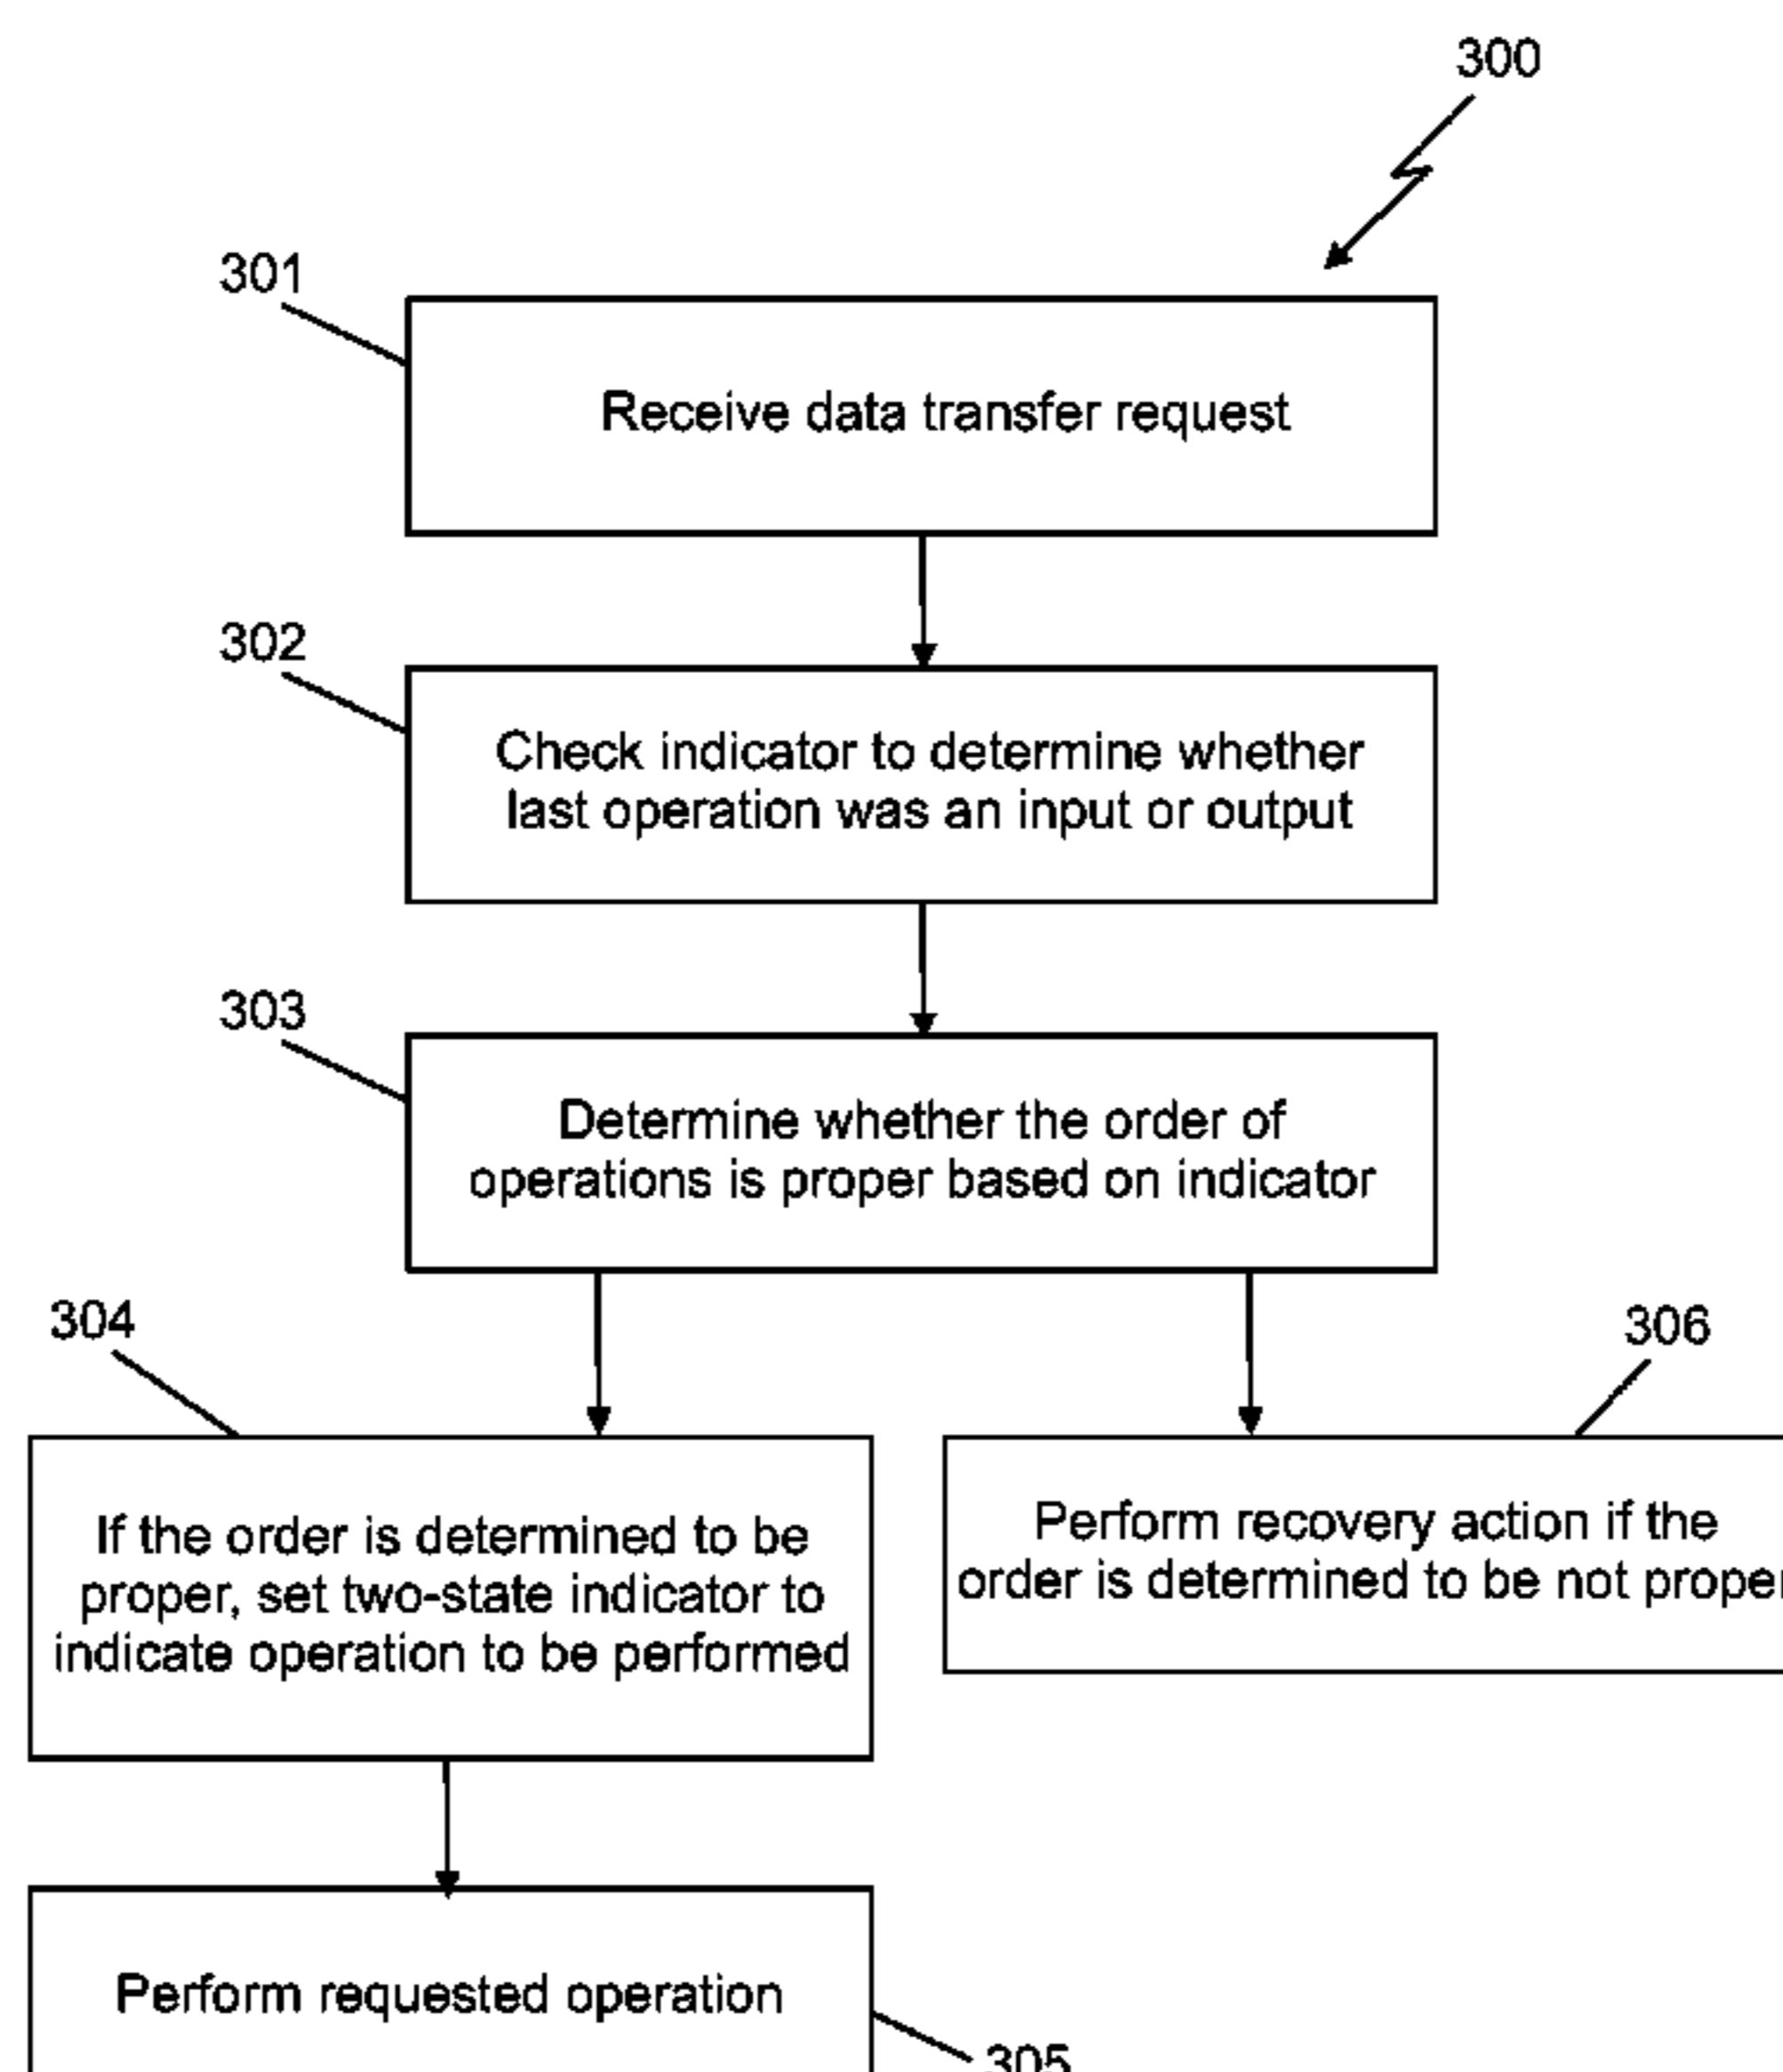 300
301
Receive data transfer request
302
Check indicator to determine whether
last operation was an input or output
303
Determine whether the order of
operations is proper based on indicator
304
306
If the order is determined to be
proper, set two-state indicator to
indicate operation to be performed
Perform recovery action if the
order is determined to be not proper
Perform requested operation
305